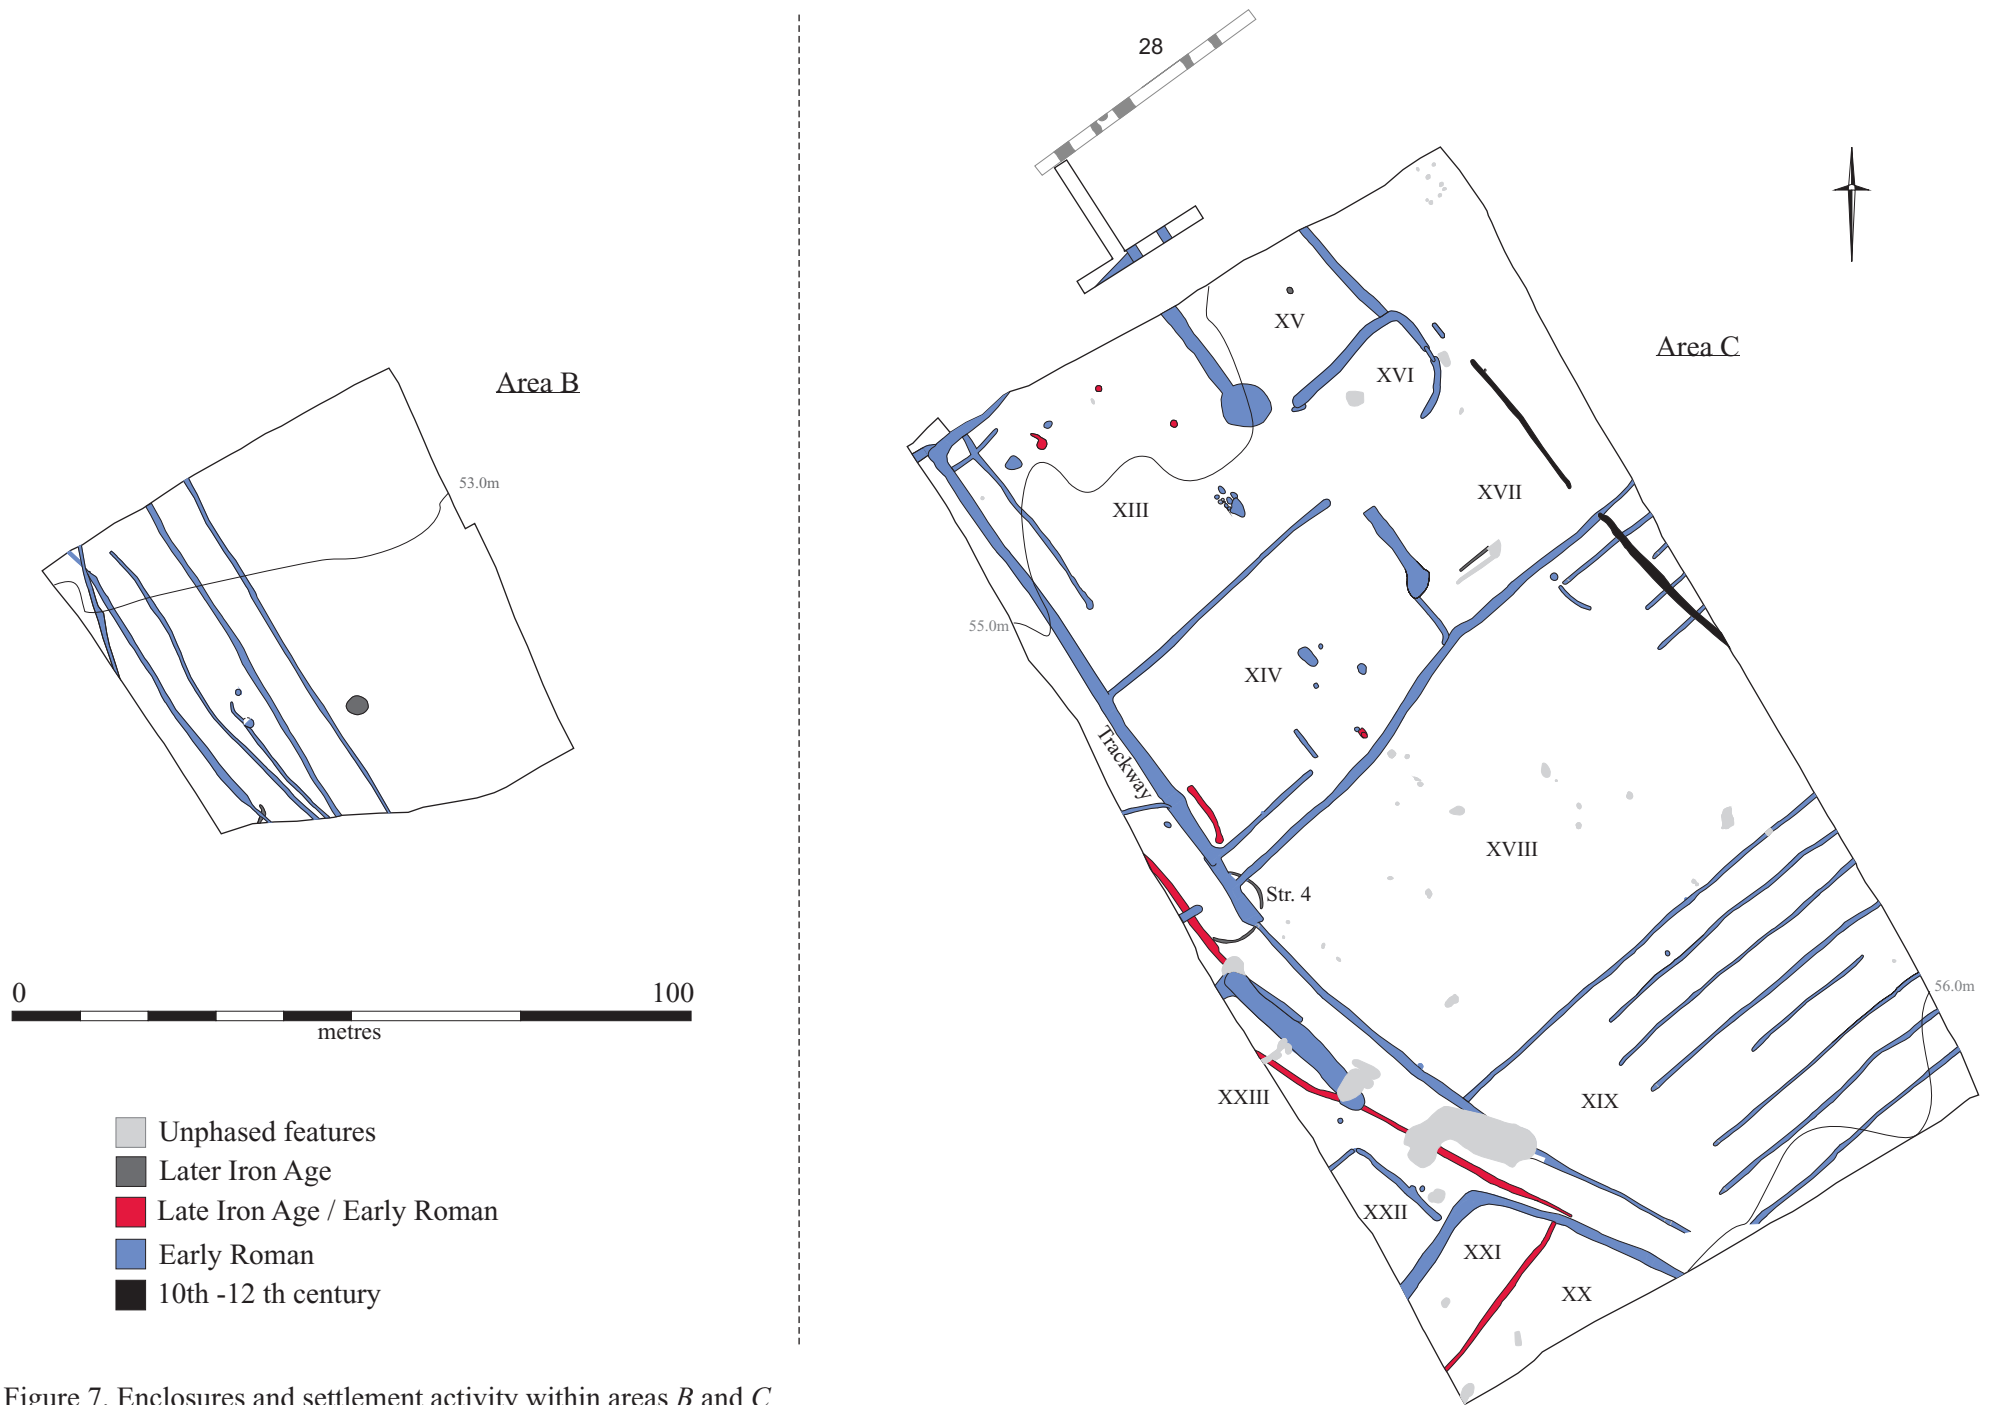 28
Area C
XV
XVI
Area B
53.0m
XIII
XVII
55.0m
XIV
Trackway
XVIII
Str. 4
0 100
metres
56.0m
XXIII
XIX
Unphased features
Later Iron Age
Late Iron Age / Early Roman
Early Roman
10th -12 th century
XXII
XXI
XX
Figure 7. Enclosures and settlement activity within areas B and C